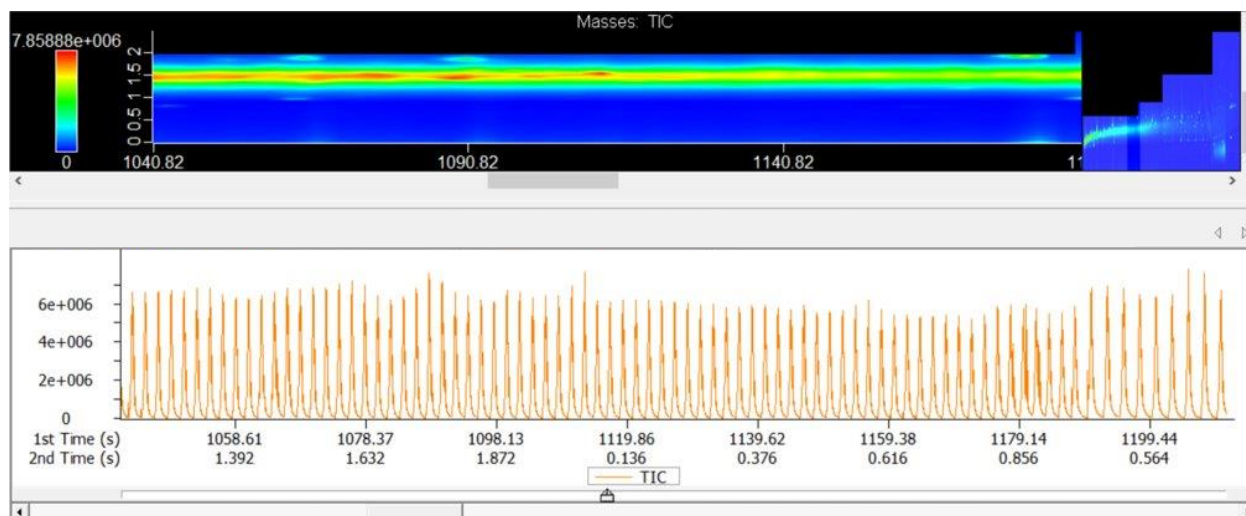 Masses: TIC
7.85888e+006
0
0 0.5 1 1.5 2
1040.82 1090.82 1140.82
6e+006
4e+006
2e+006
0
1st Time (s) 1058.61 1078.37 1098.13 1119.86 1139.62 1159.38 1179.14 1199.44
2nd Time (s) 1.392 1.632 1.872 0.136 0.376 0.616 0.856 0.564
TIC